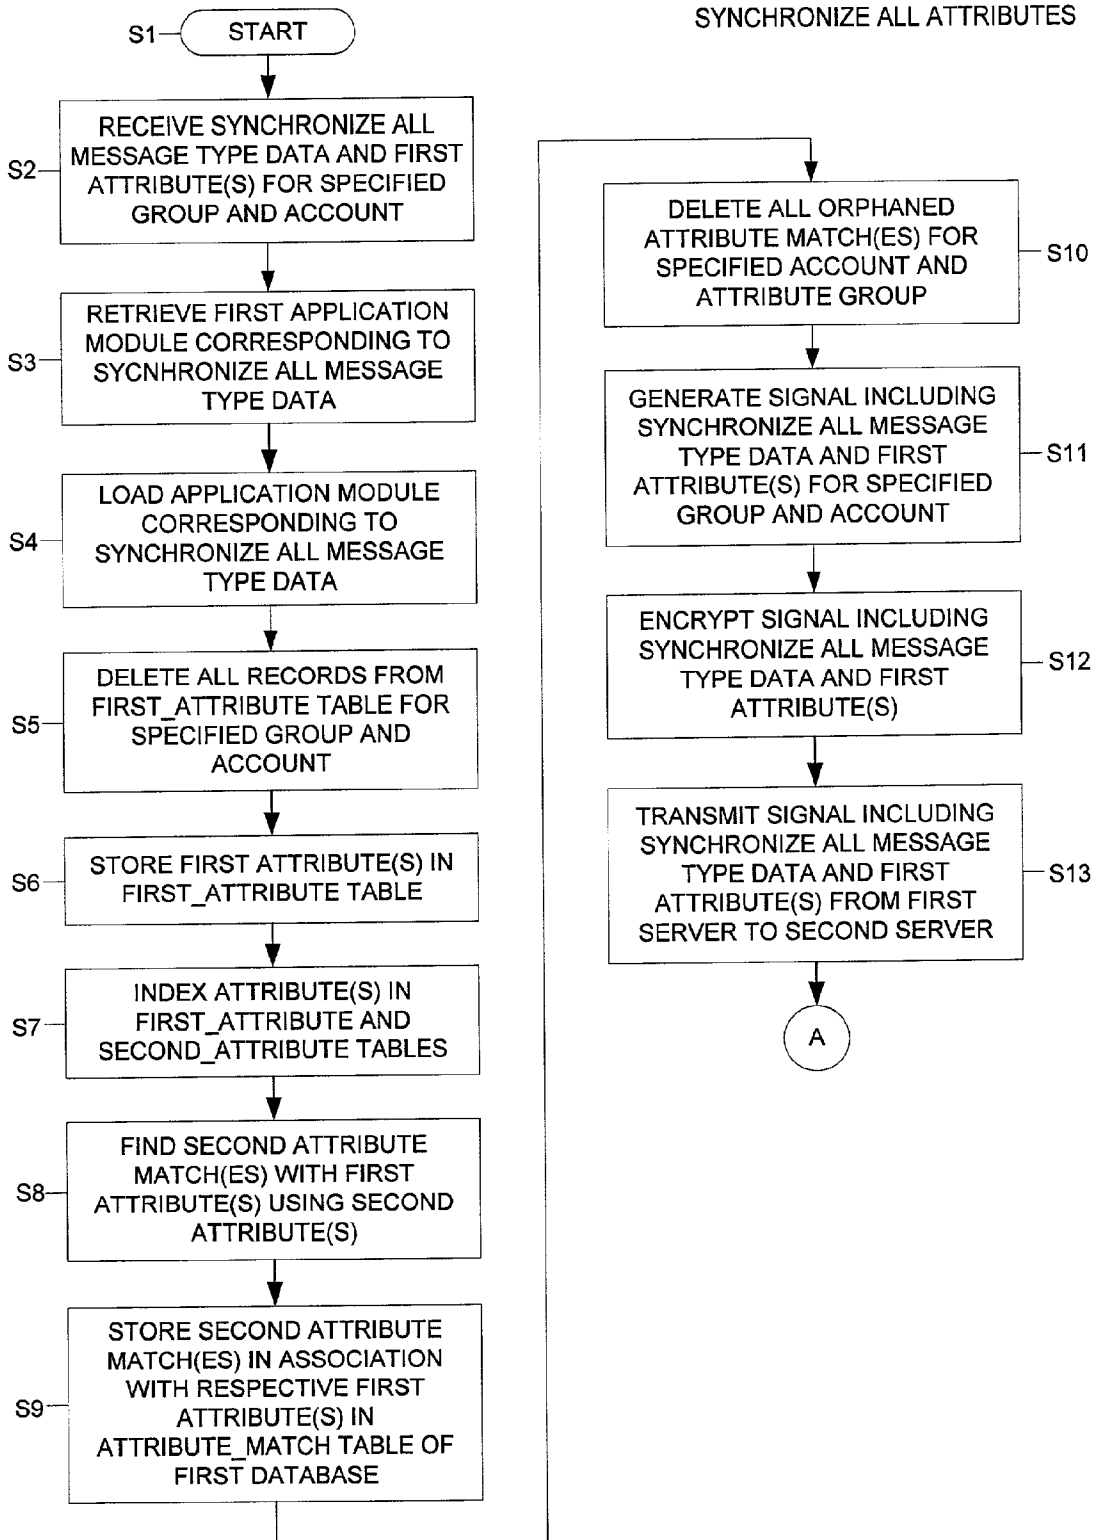 SYNCHRONIZE ALL ATTRIBUTES
S1
START
S2
RECEIVE SYNCHRONIZE ALL
MESSAGE TYPE DATA AND FIRST
ATTRIBUTE(S) FOR SPECIFIED
GROUP AND ACCOUNT
S3
RETRIEVE FIRST APPLICATION
MODULE CORRESPONDING TO
SYCNHRONIZE ALL MESSAGE
TYPE DATA
S4
LOAD APPLICATION MODULE
CORRESPONDING TO
SYNCHRONIZE ALL MESSAGE
TYPE DATA
S5
DELETE ALL RECORDS FROM
FIRST_ATTRIBUTE TABLE FOR
SPECIFIED GROUP AND
ACCOUNT
S6
STORE FIRST ATTRIBUTE(S) IN
FIRST_ATTRIBUTE TABLE
S7
INDEX ATTRIBUTE(S) IN
FIRST_ATTRIBUTE AND
SECOND_ATTRIBUTE TABLES
S8
FIND SECOND ATTRIBUTE
MATCH(ES) WITH FIRST
ATTRIBUTE(S) USING SECOND
ATTRIBUTE(S)
S9
STORE SECOND ATTRIBUTE
MATCH(ES) IN ASSOCIATION
WITH RESPECTIVE FIRST
ATTRIBUTE(S) IN
ATTRIBUTE_MATCH TABLE OF
FIRST DATABASE
DELETE ALL ORPHANED
ATTRIBUTE MATCH(ES) FOR
SPECIFIED ACCOUNT AND
ATTRIBUTE GROUP
S10
GENERATE SIGNAL INCLUDING
SYNCHRONIZE ALL MESSAGE
TYPE DATA AND FIRST
ATTRIBUTE(S) FOR SPECIFIED
GROUP AND ACCOUNT
S11
ENCRYPT SIGNAL INCLUDING
SYNCHRONIZE ALL MESSAGE
TYPE DATA AND FIRST
ATTRIBUTE(S)
S12
TRANSMIT SIGNAL INCLUDING
SYNCHRONIZE ALL MESSAGE
TYPE DATA AND FIRST
ATTRIBUTE(S) FROM FIRST
SERVER TO SECOND SERVER
S13
A